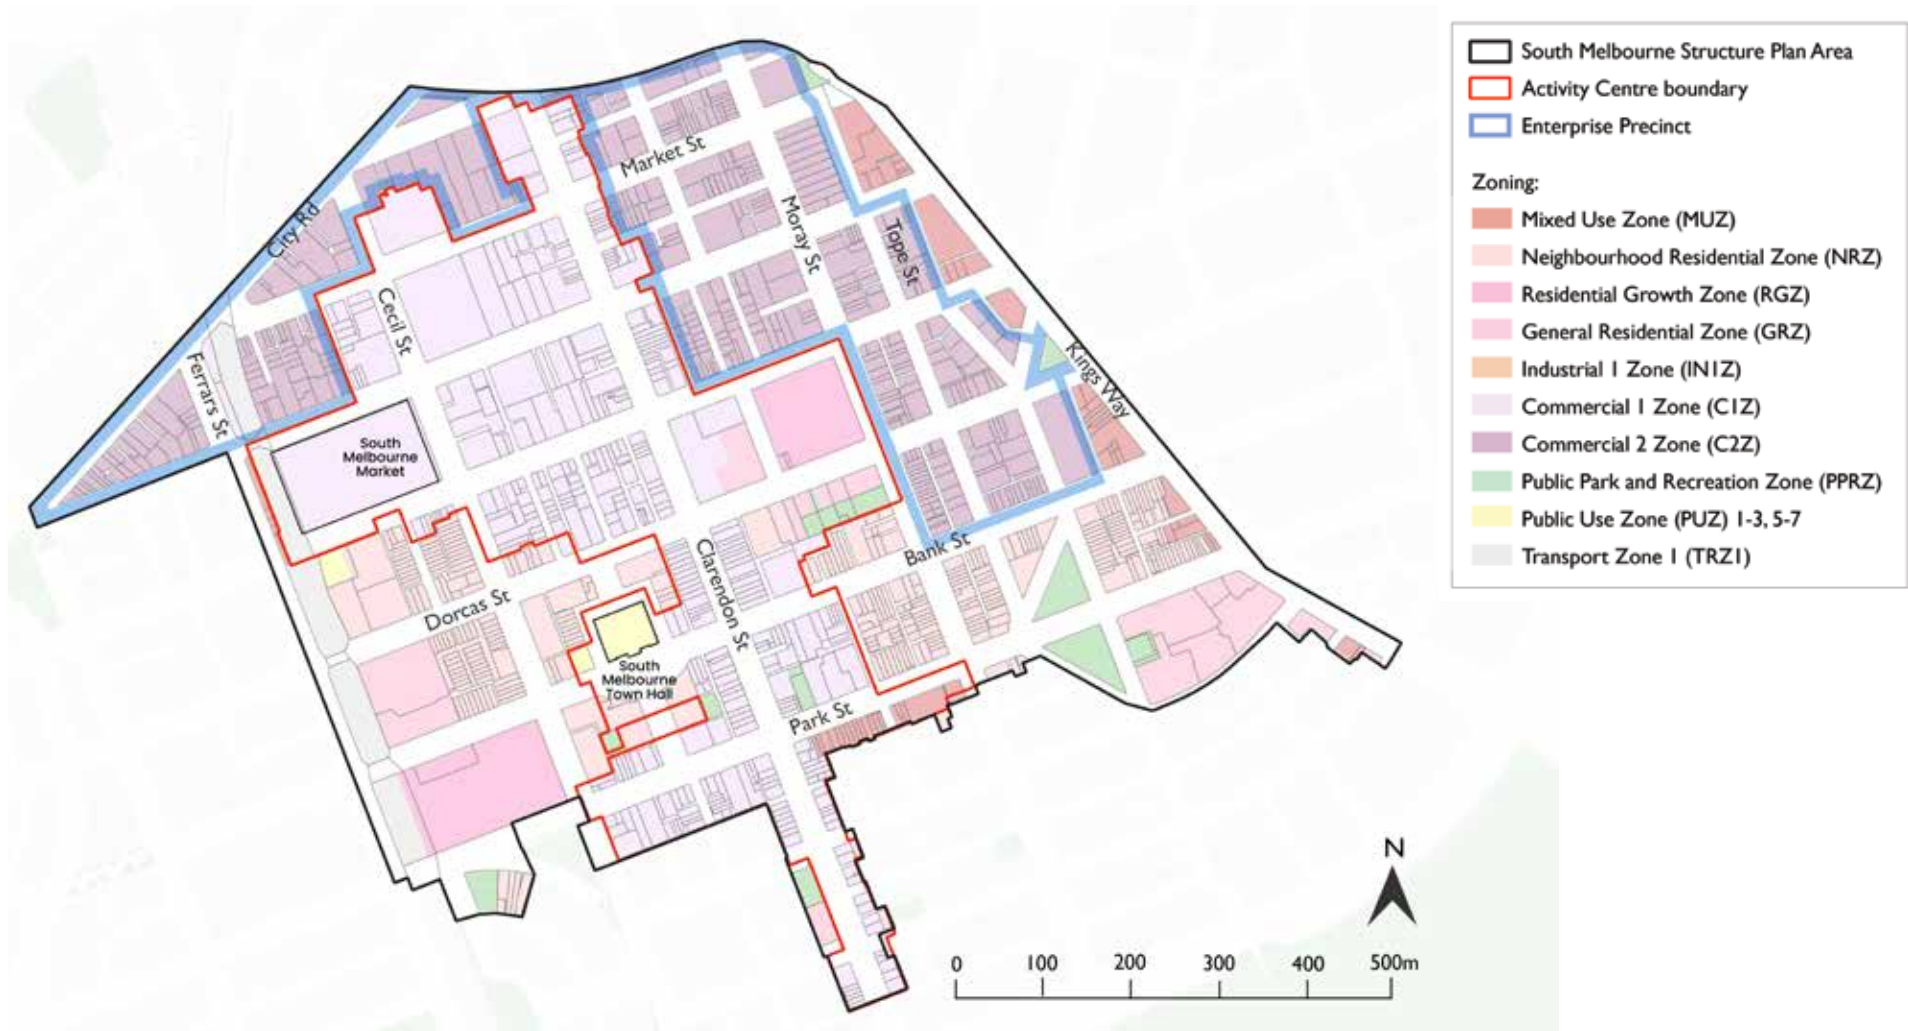 South Melbourne Structure Plan Area
Activity Centre boundary
Enterprise Precinct
Zoning:
Mixed Use Zone (MUZ)
Neighbourhood Residential Zone (NRZ)
Residential Growth Zone (RGZ)
General Residential Zone (GRZ)
Industrial 1 Zone (IN1Z)
Commercial 1 Zone (C1Z)
Commercial 2 Zone (C2Z)
Public Park and Recreation Zone (PPRZ)
Public Use Zone (PUZ) 1-3, 5-7
Transport Zone 1 (TRZ1)
Market St
City Rd
Moray St
Tope St
Cecil St
Ferrars St
Kings Way
South
Melbourne
Market
Bank St
Clarendon St
Dorcas St
South
Melbourne
Town Hall
Park St
N
0 100 200 300 400 500m